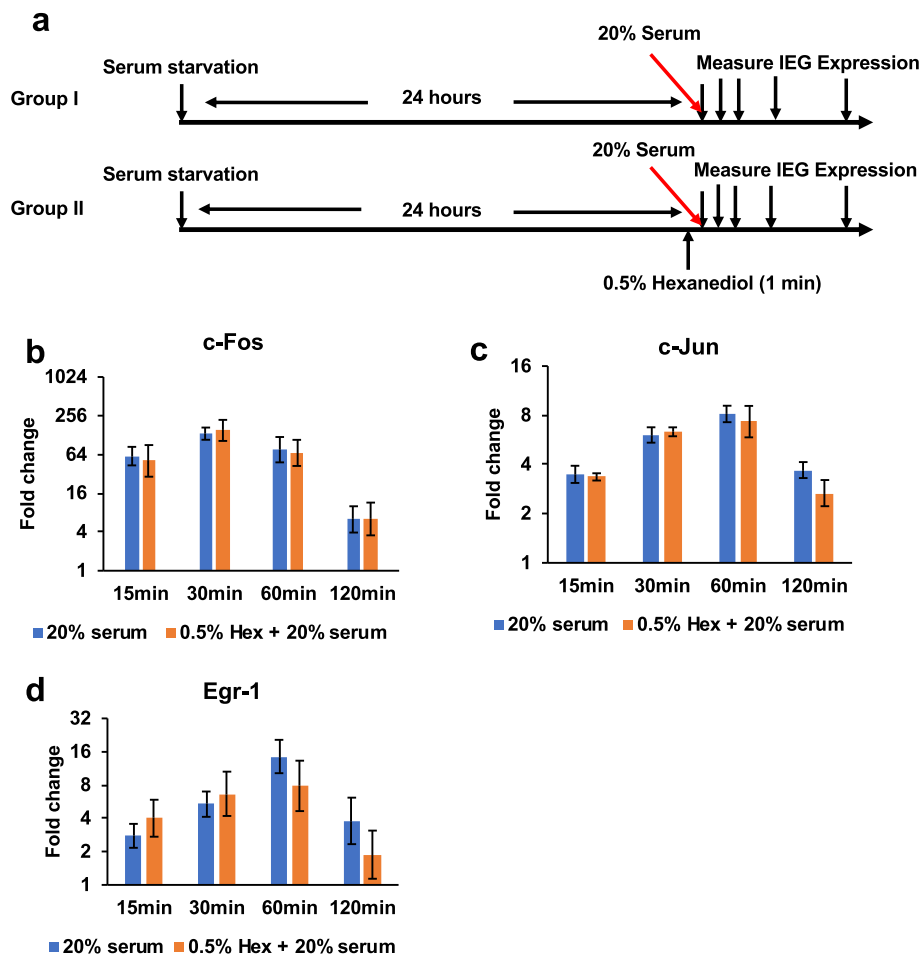 a
20% Serum
Serum starvation
Measure IEG Expression
Group I
24 hours
20% Serum
Serum starvation
Measure IEG Expression
Group II
24 hours
0.5% Hexanediol (1 min)
b
c-Fos
1024
256
64
16
4
1
Fold change
15min 30min 60min 120min
20% serum 0.5% Hex + 20% serum
c
c-Jun
16
8
4
2
1
Fold change
15min 30min 60min 120min
20% serum 0.5% Hex + 20% serum
d
Egr-1
32
16
8
4
2
1
Fold change
15min 30min 60min 120min
20% serum 0.5% Hex + 20% serum